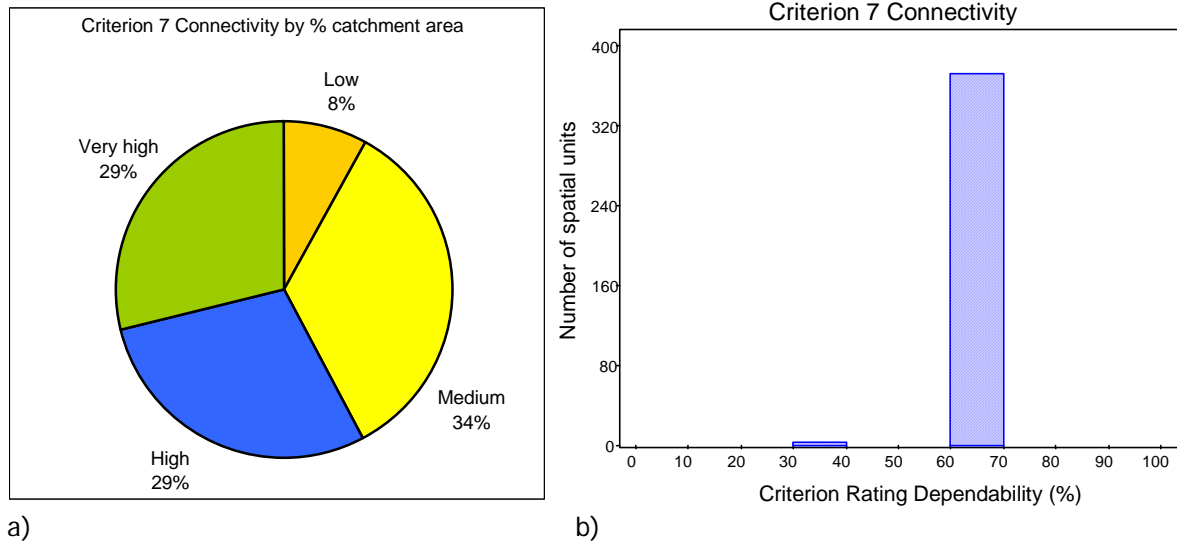 Criterion 7 Connectivity by % catchment area
Low
8%
Very high
29%
Medium
34%
High
29%
a)
Criterion 7 Connectivity
Number of spatial units
400
320
240
160
80
0
0 10 20 30 40 50 60 70 80 90 100
Criterion Rating Dependability (%)
b)